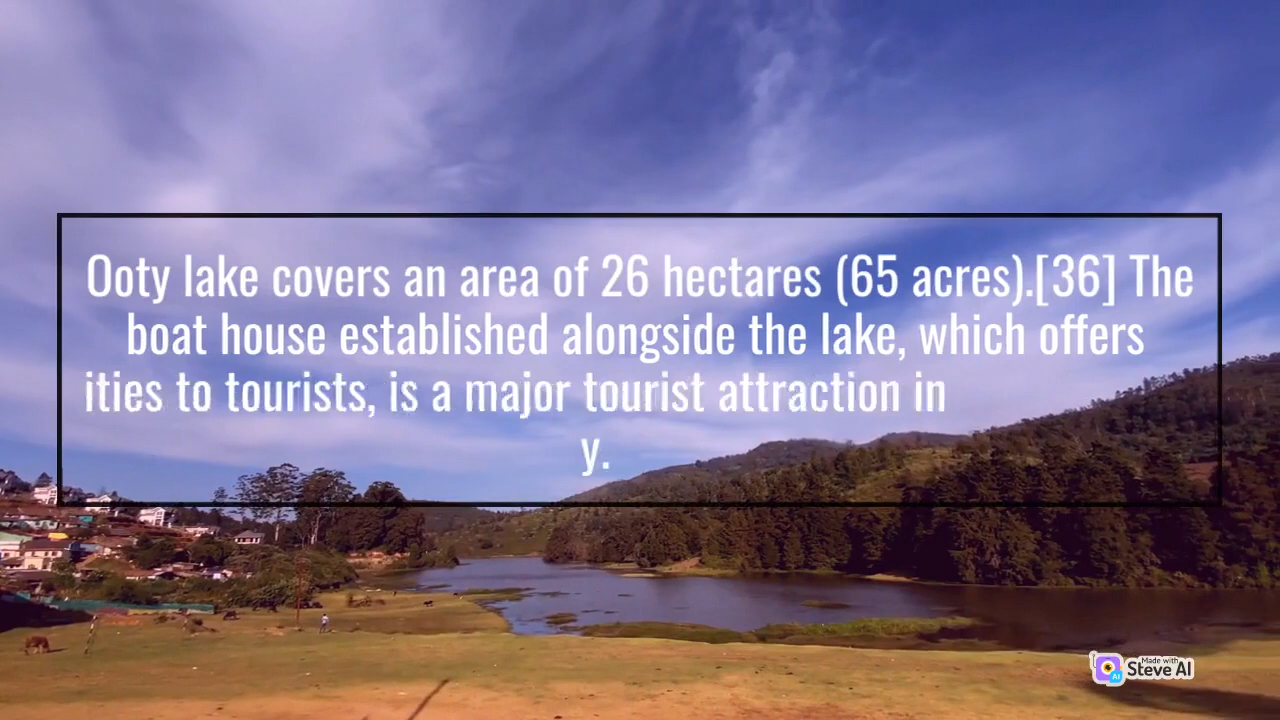 Ooty lake covers an area of 26 hectares (65 acres).[36] The
boat house established alongside the lake, which offers
ities to tourists, is a major tourist attraction in
y.
Made with
Steve AI
AI